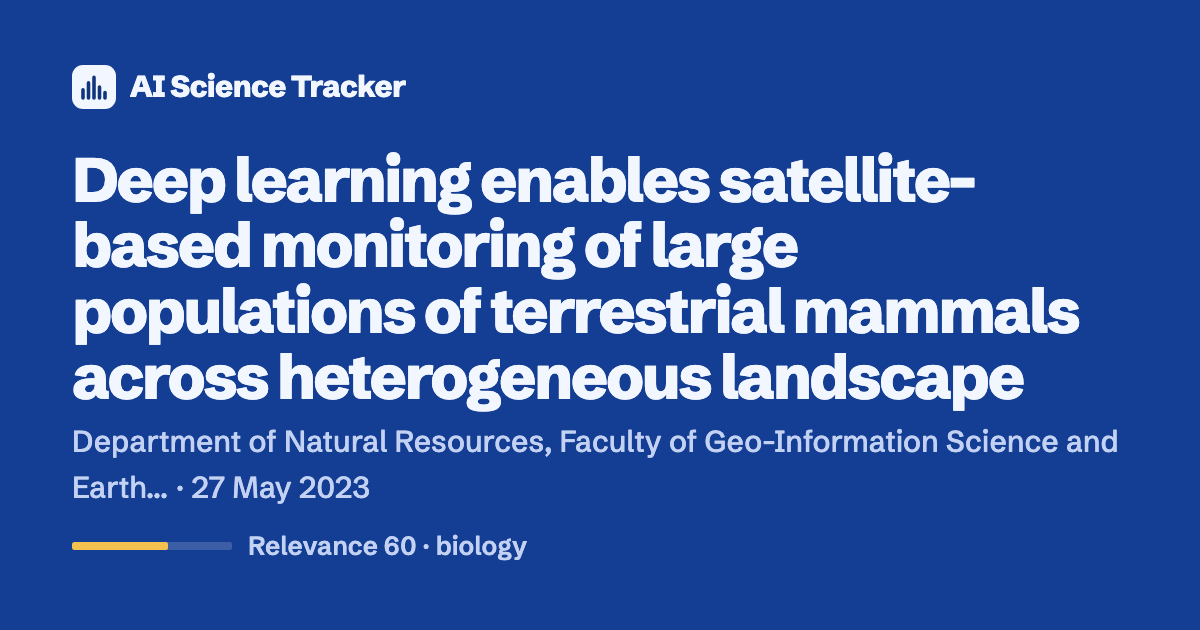 AI Science Tracker
Deep learning enables satellite-
based monitoring of large
populations of terrestrial mammals
across heterogeneous landscape
Department of Natural Resources, Faculty of Geo-Information Science and
Earth... · 27 May 2023
Relevance 60 · biology